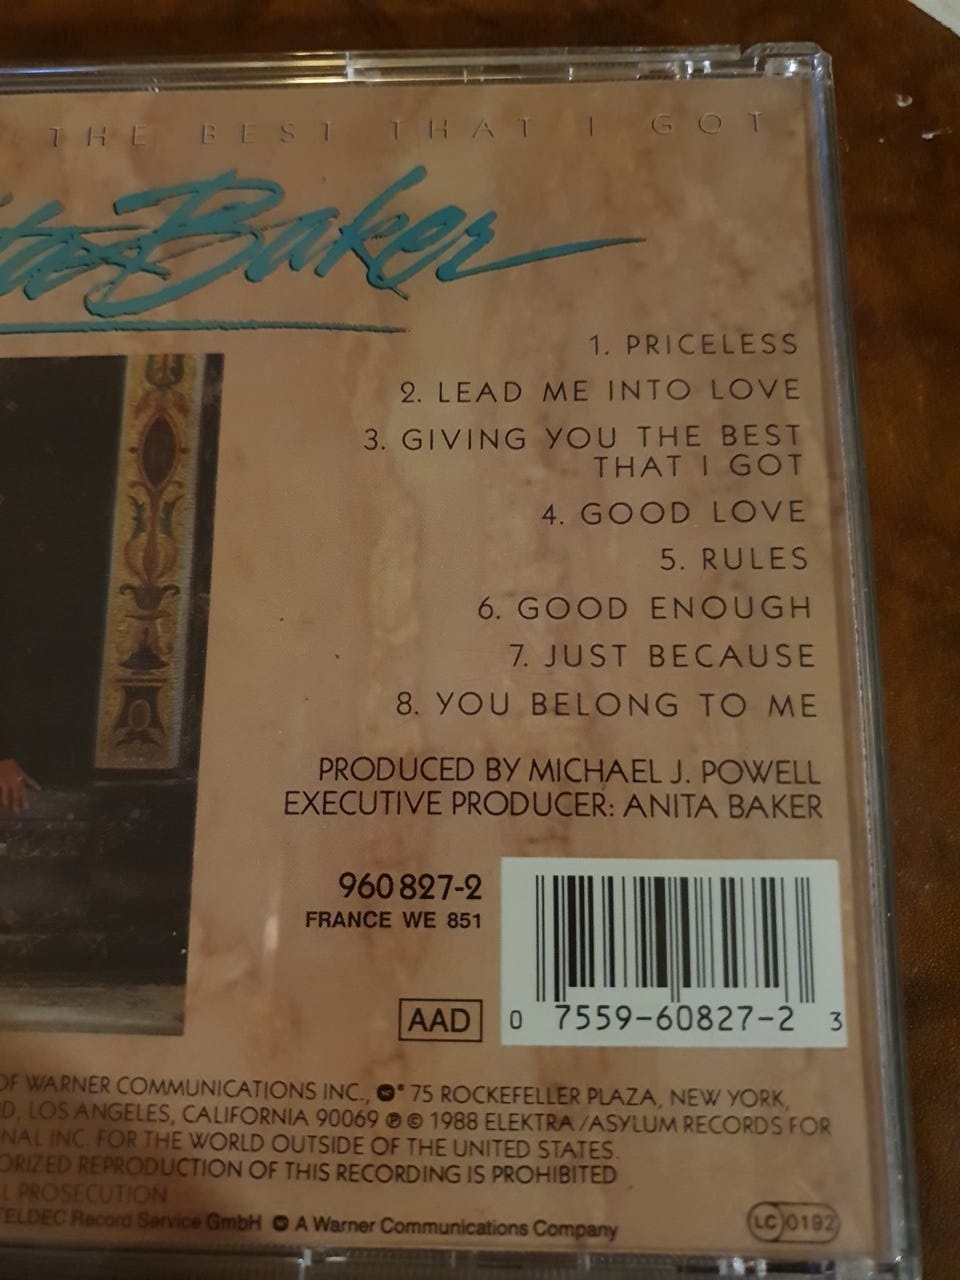 THE BEST THAT I GOT
ita Baker
1. PRICELESS
2. LEAD ME INTO LOVE
3. GIVING YOU THE BEST
THAT I GOT
4. GOOD LOVE
5. RULES
6. GOOD ENOUGH
7. JUST BECAUSE
8. YOU BELONG TO ME
PRODUCED BY MICHAEL J. POWELL
EXECUTIVE PRODUCER: ANITA BAKER
960 827-2
FRANCE WE 851
AAD
0 7559-60827-2 3
OF WARNER COMMUNICATIONS INC., 75 ROCKEFELLER PLAZA, NEW YORK,
D, LOS ANGELES, CALIFORNIA 90069 ℗ © 1988 ELEKTRA/ASYLUM RECORDS FOR
NAL INC. FOR THE WORLD OUTSIDE OF THE UNITED STATES.
ORIZED REPRODUCTION OF THIS RECORDING IS PROHIBITED
L PROSECUTION
TELDEC Record Service GmbH A Warner Communications Company
LC 0192